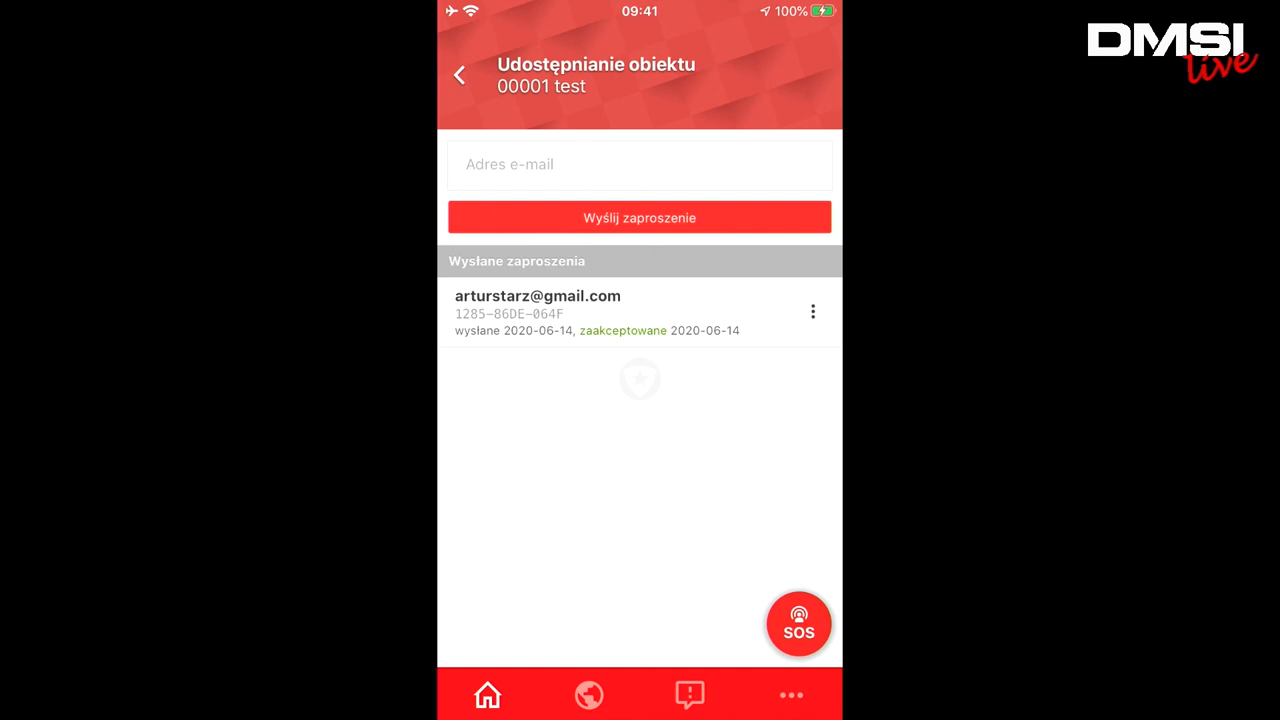 09:41
100%
DMSI
live
Udostępnianie obiektu
00001 test
Adres e-mail
Wyślij zaproszenie
Wysłane zaproszenia
arturstarz@gmail.com
1285-86DE-064F
wysłane 2020-06-14, zaakceptowane 2020-06-14
SOS